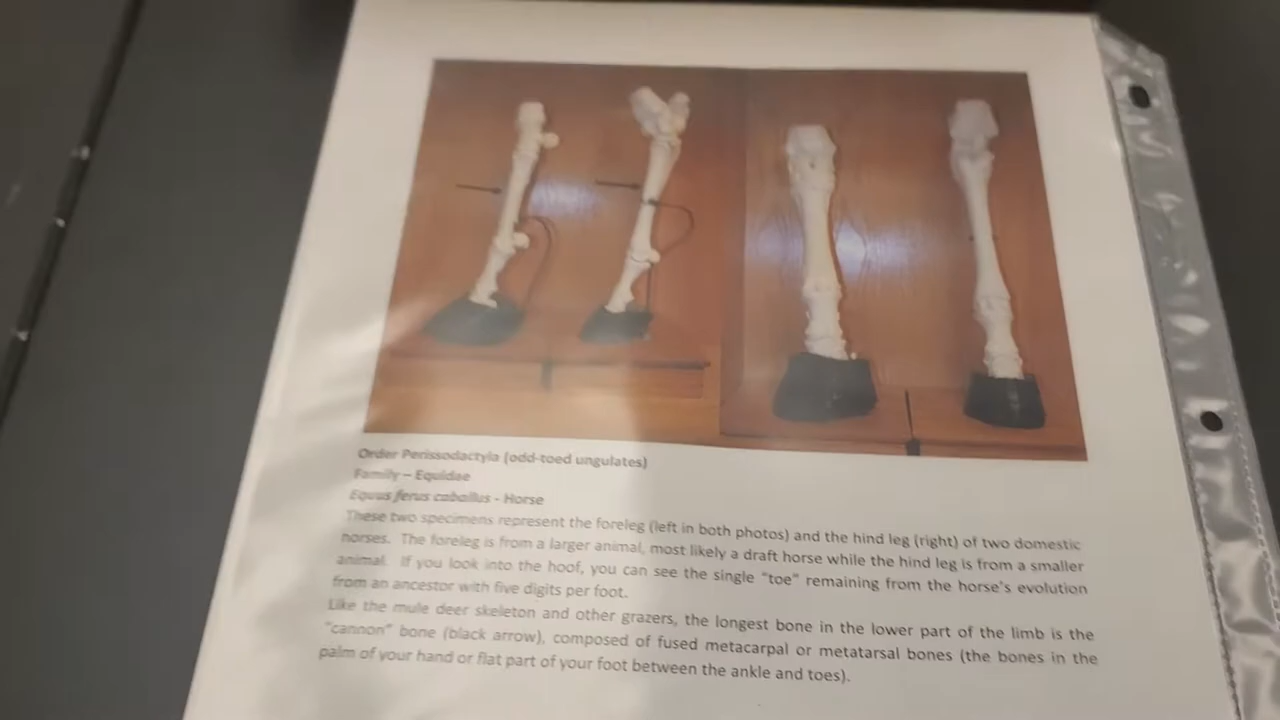 Order Perissodactyla (odd-toed ungulates)
Family – Equidae
Equus ferus caballus - Horse
These two specimens represent the foreleg (left in both photos) and the hind leg (right) of two domestic
horses. The foreleg is from a larger animal, most likely a draft horse while the hind leg is from a smaller
animal. If you look into the hoof, you can see the single "toe" remaining from the horse's evolution
from an ancestor with five digits per foot.
Like the mule deer skeleton and other grazers, the longest bone in the lower part of the limb is the
"cannon" bone (black arrow), composed of fused metacarpal or metatarsal bones (the bones in the
palm of your hand or flat part of your foot between the ankle and toes).